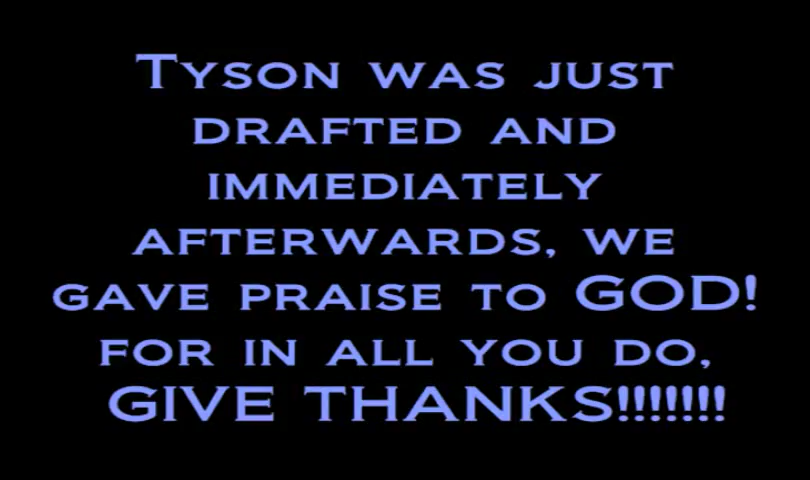 Tyson was just
drafted and
immediately
afterwards, we
gave praise to GOD!
for in all you do,
GIVE THANKS!!!!!!!